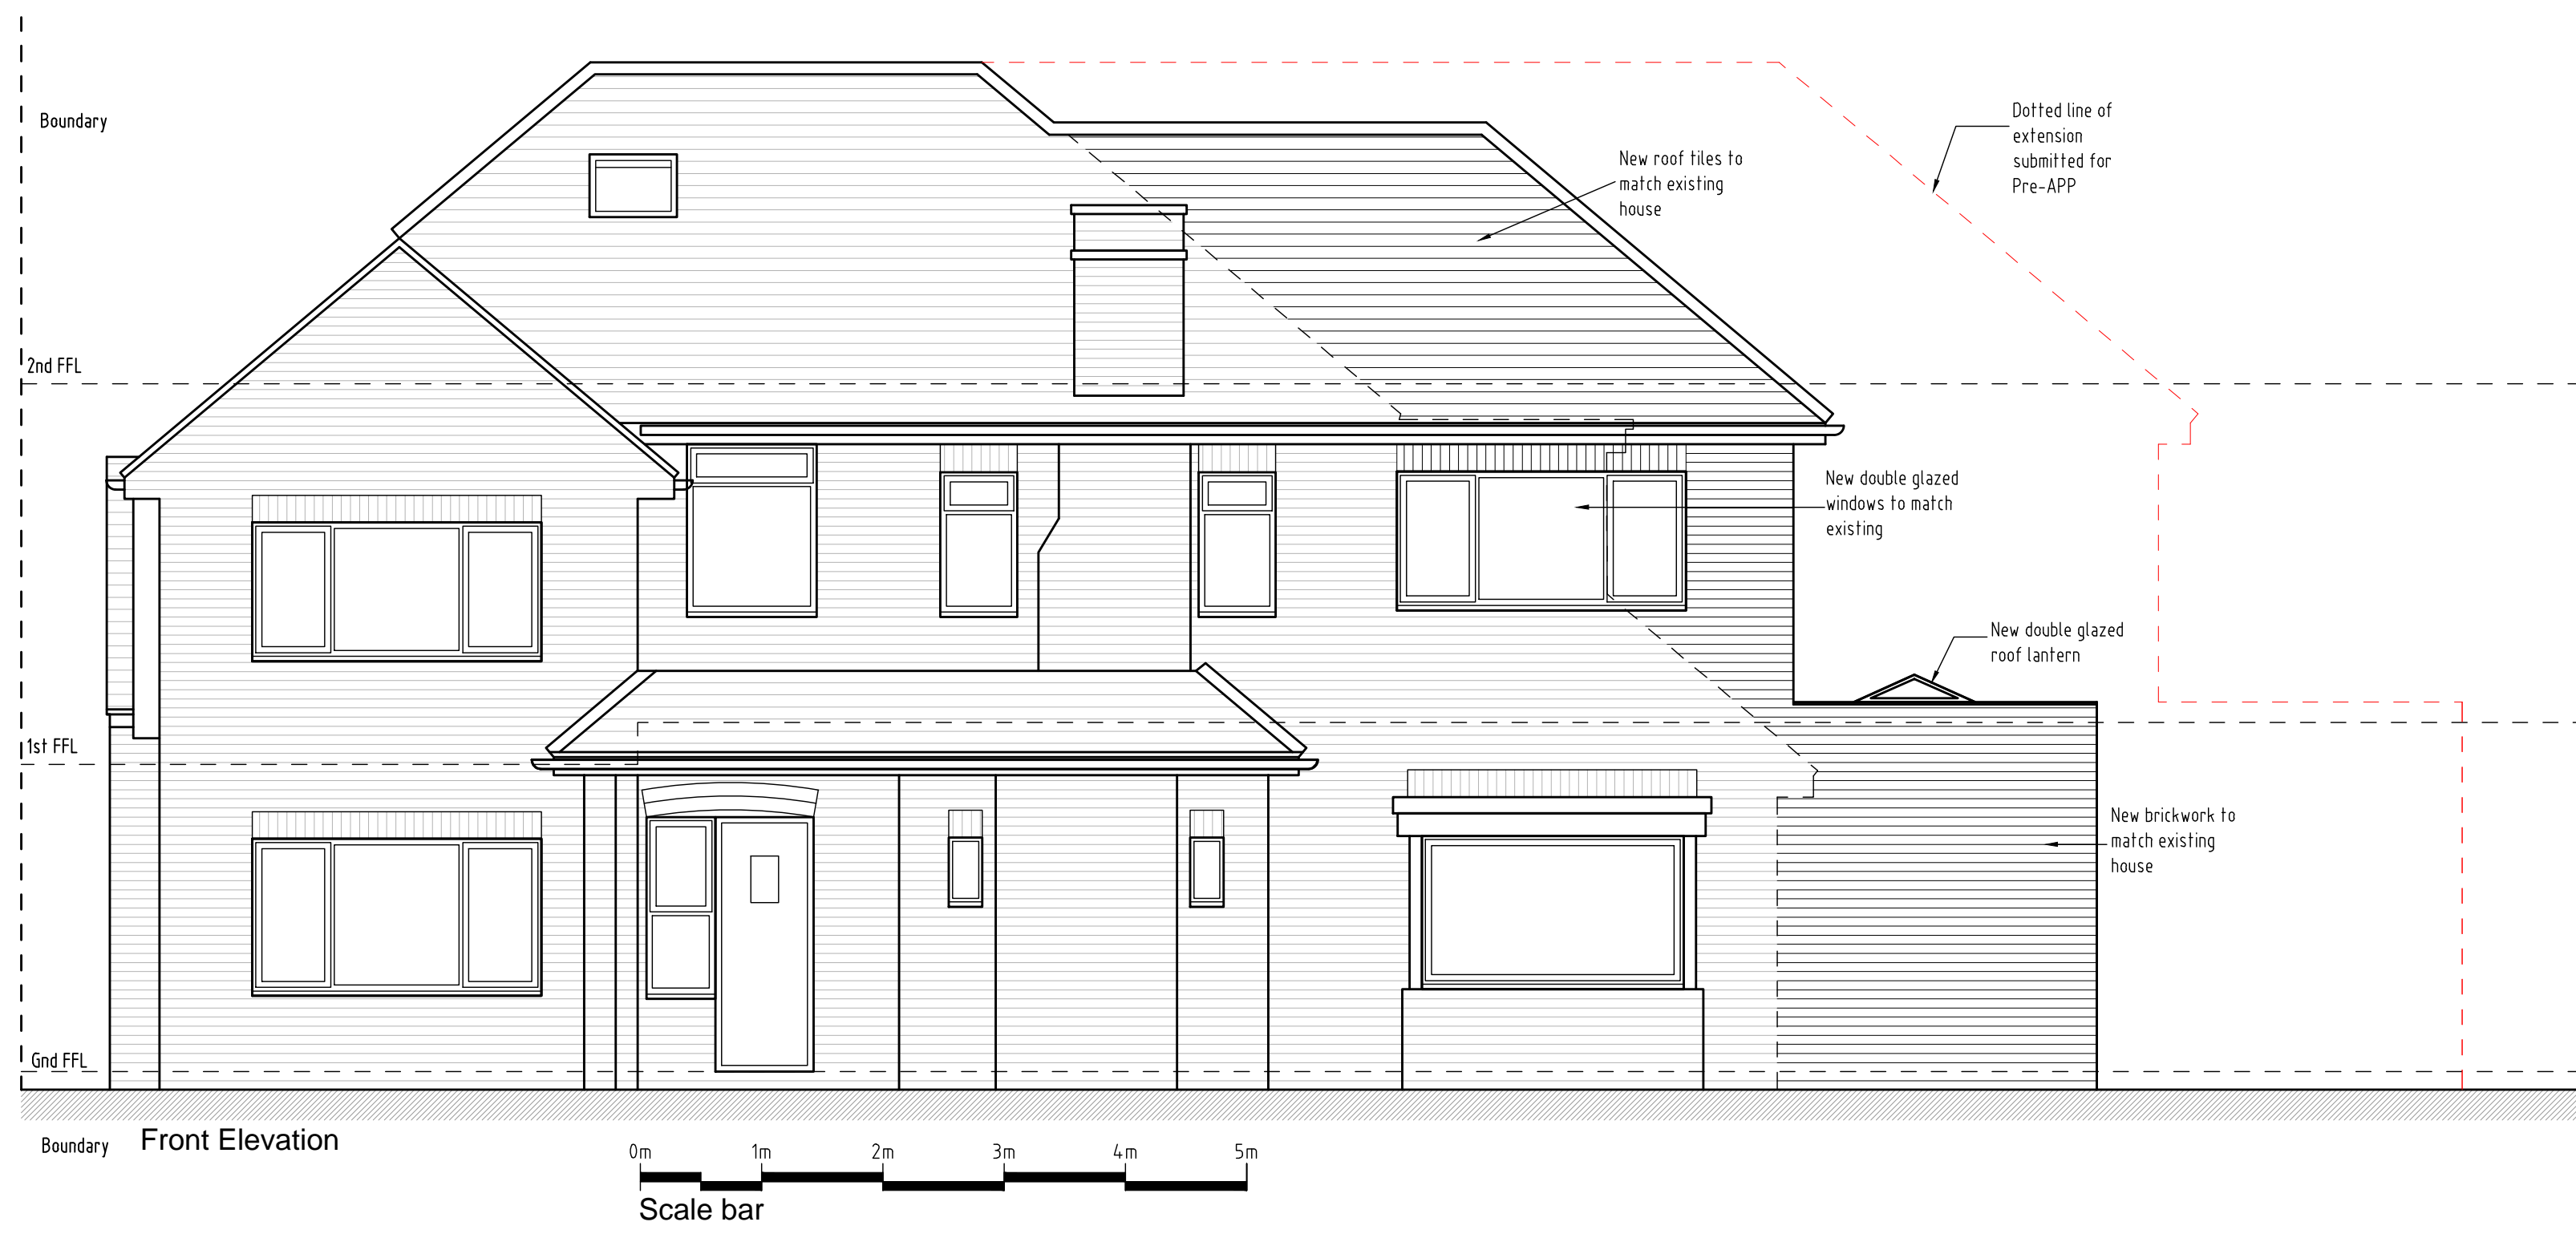 Boundary
Dotted line of
extension
submitted for
Pre-APP
New roof tiles to
match existing
house
2nd FFL
New double glazed
windows to match
existing
New double glazed
roof lantern
1st FFL
New brickwork to
match existing
house
Gnd FFL
Boundary
Front Elevation
0m 1m 2m 3m 4m 5m
Scale bar